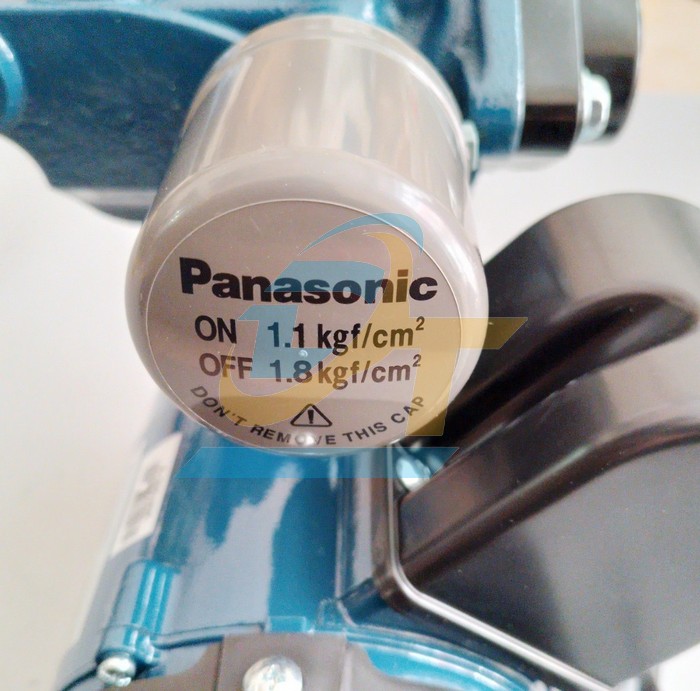 Panasonic
ON 1.1 kgf/cm²
OFF 1.8 kgf/cm²
DON'T REMOVE THIS CAP